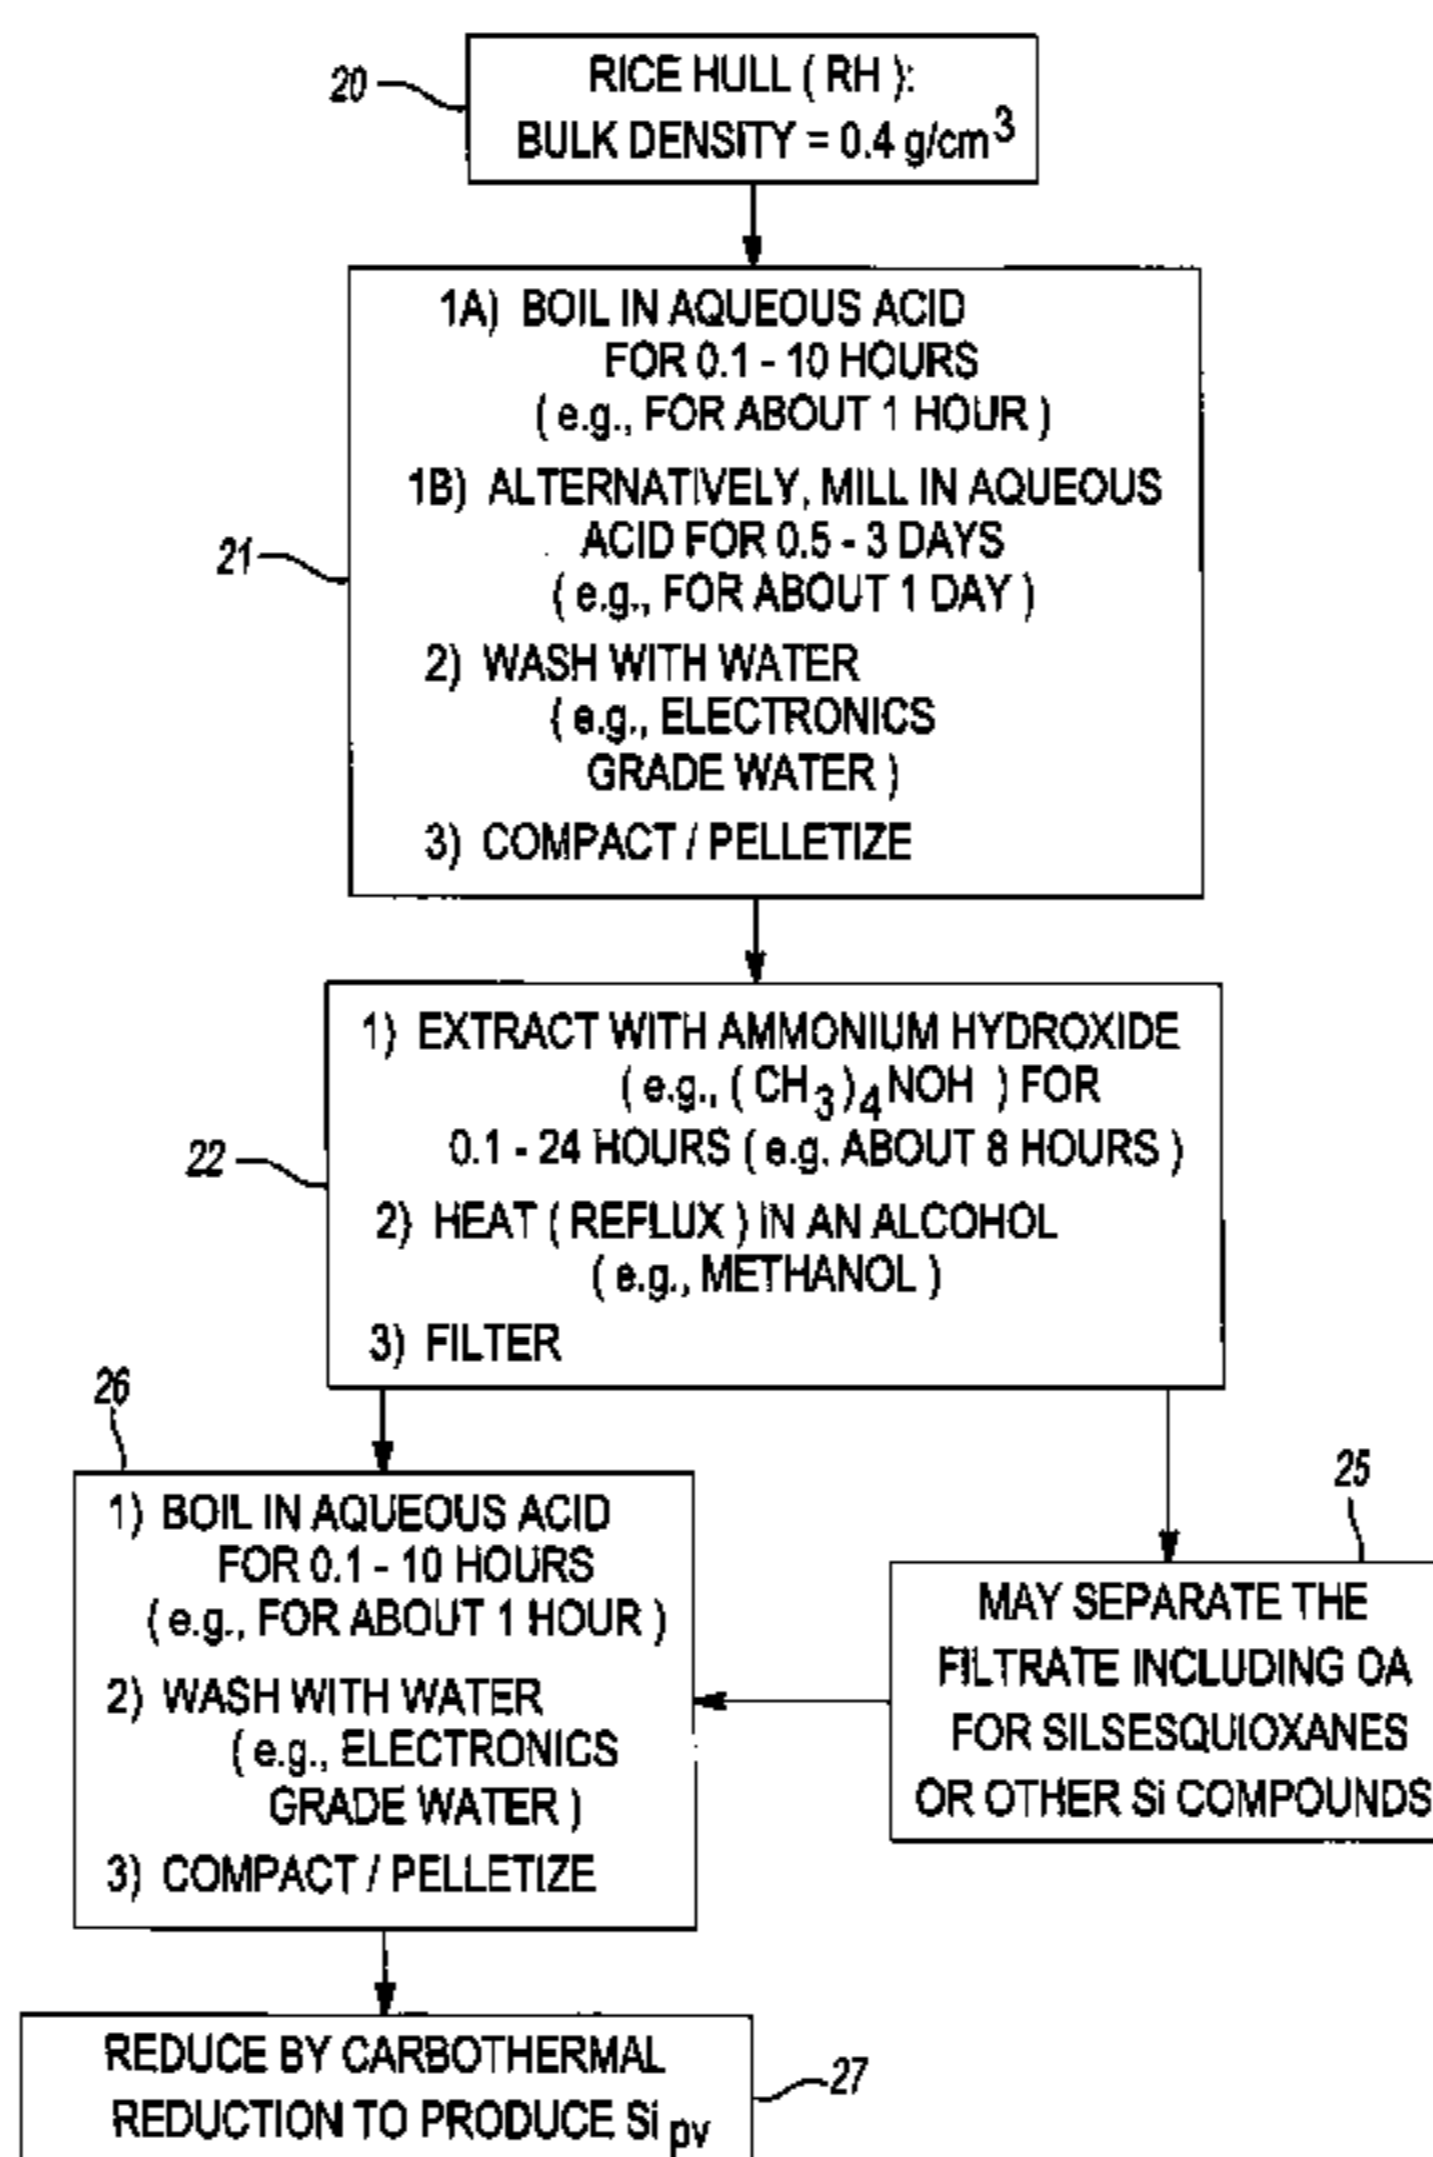 20
RICE HULL ( RH ):
BULK DENSITY = 0.4 g/cm3
21
1A) BOIL IN AQUEOUS ACID
FOR 0.1 - 10 HOURS
( e.g., FOR ABOUT 1 HOUR )
1B) ALTERNATIVELY, MILL IN AQUEOUS
ACID FOR 0.5 - 3 DAYS
( e.g., FOR ABOUT 1 DAY )
2) WASH WITH WATER
( e.g., ELECTRONICS
GRADE WATER )
3) COMPACT / PELLETIZE
22
1) EXTRACT WITH AMMONIUM HYDROXIDE
( e.g., ( CH3 )4 NOH ) FOR
0.1 - 24 HOURS ( e.g. ABOUT 8 HOURS )
2) HEAT ( REFLUX ) IN AN ALCOHOL
( e.g., METHANOL )
3) FILTER
26
1) BOIL IN AQUEOUS ACID
FOR 0.1 - 10 HOURS
( e.g., FOR ABOUT 1 HOUR )
2) WASH WITH WATER
( e.g., ELECTRONICS
GRADE WATER )
3) COMPACT / PELLETIZE
25
MAY SEPARATE THE
FILTRATE INCLUDING OA
FOR SILSESQUIOXANES
OR OTHER Si COMPOUNDS
REDUCE BY CARBOTHERMAL
REDUCTION TO PRODUCE Si pv
27